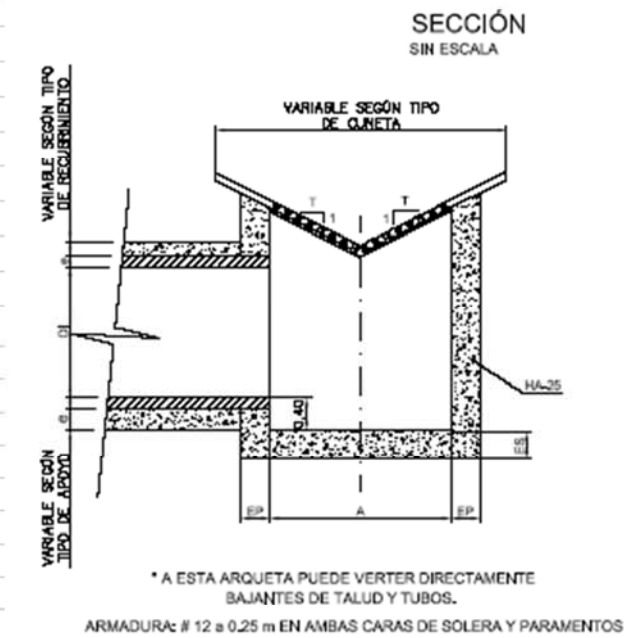 SECCIÓN
SIN ESCALA
VARIABLE SEGÚN TIPO
DE RECUBRIMIENTO
VARIABLE SEGÚN TIPO
DE CUNETA
T
1
1
T
e
DI
e
0.40
HA-25
ES
VARIABLE SEGÚN
TIPO DE APOYO
EP
A
EP
* A ESTA ARQUETA PUEDE VERTER DIRECTAMENTE
BAJANTES DE TALUD Y TUBOS.
ARMADURA: # 12 a 0.25 m EN AMBAS CARAS DE SOLERA Y PARAMENTOS